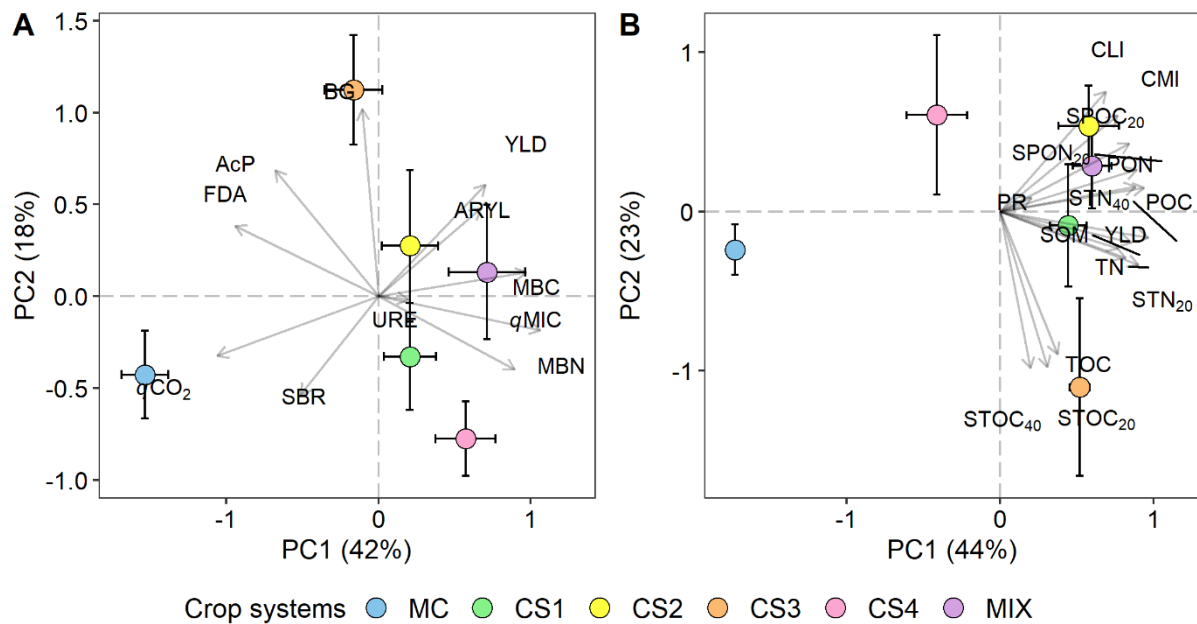 A
1.5
1.0
0.5
0.0
-0.5
-1.0
PC2 (18%)
BG
YLD
AcP
FDA
ARYL
MBC
URE
qMIC
MBN
qCO₂
SBR
-1
0
1
PC1 (42%)
B
1
0
-1
PC2 (23%)
CLI
CMI
SPOC₂₀
SPON₂₀
PON
PR
STN₄₀
POC
SOM
YLD
TN
STN₂₀
TOC
STOC₄₀
STOC₂₀
-1
0
1
PC1 (44%)
Crop systems MC CS1 CS2 CS3 CS4 MIX